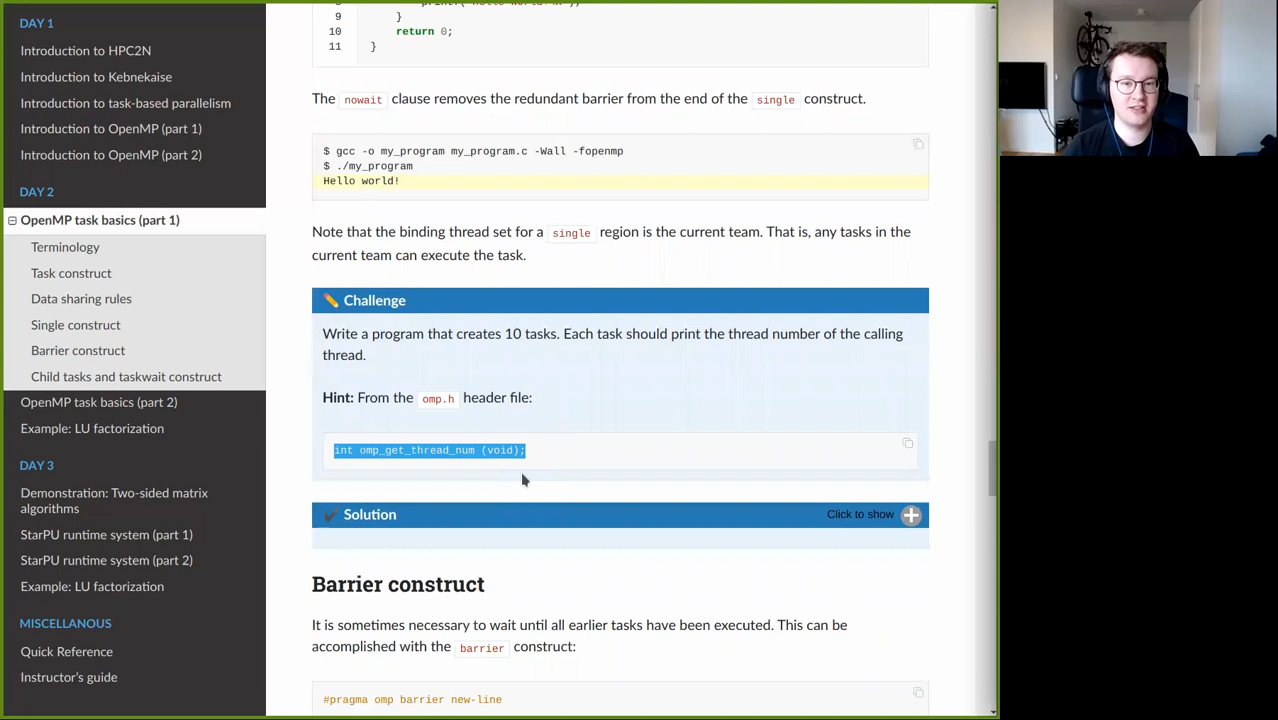 DAY 1
Introduction to HPC2N
Introduction to Kebnekaise
Introduction to task-based parallelism
Introduction to OpenMP (part 1)
Introduction to OpenMP (part 2)
DAY 2
OpenMP task basics (part 1)
Terminology
Task construct
Data sharing rules
Single construct
Barrier construct
Child tasks and taskwait construct
OpenMP task basics (part 2)
Example: LU factorization
DAY 3
Demonstration: Two-sided matrix
algorithms
StarPU runtime system (part 1)
StarPU runtime system (part 2)
Example: LU factorization
MISCELLANOUS
Quick Reference
Instructor's guide
9 }
10 return 0;
11 }
The nowait clause removes the redundant barrier from the end of the single construct.
$ gcc -o my_program my_program.c -Wall -fopenmp
$ ./my_program
Hello world!
Note that the binding thread set for a single region is the current team. That is, any tasks in the
current team can execute the task.
Challenge
Write a program that creates 10 tasks. Each task should print the thread number of the calling
thread.
Hint: From the omp.h header file:
int omp_get_thread_num (void);
Solution Click to show
Barrier construct
It is sometimes necessary to wait until all earlier tasks have been executed. This can be
accomplished with the barrier construct:
#pragma omp barrier new-line